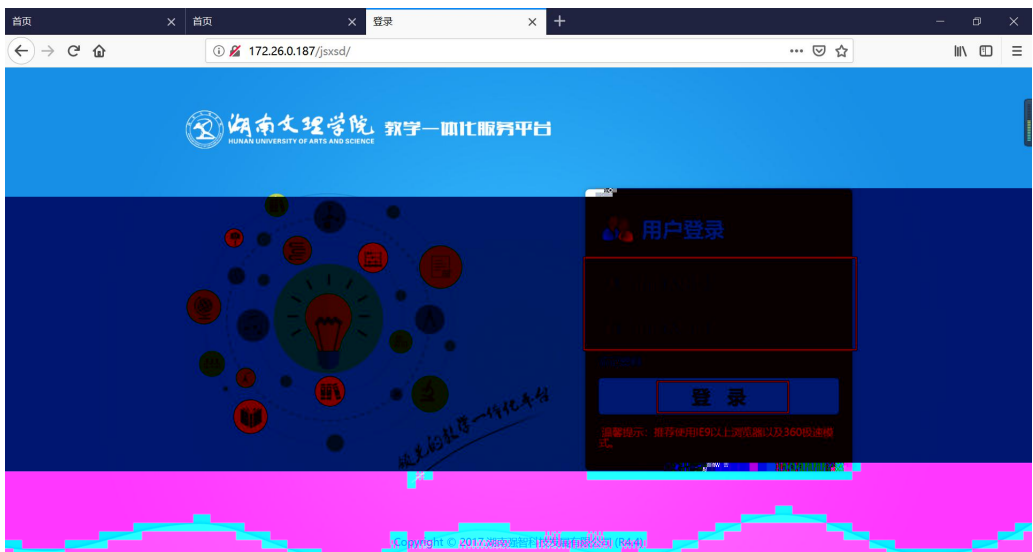 首页 首页 登录
172.26.0.187/jsxsd/
湖南文理学院 教学一体化服务平台
HUNAN UNIVERSITY OF ARTS AND SCIENCE
用户登录
登 录
温馨提示：推荐使用IE9以上浏览器以及360极速模
式。
Copyright © 2017 湖南强智科技发展有限公司 (R4.4)